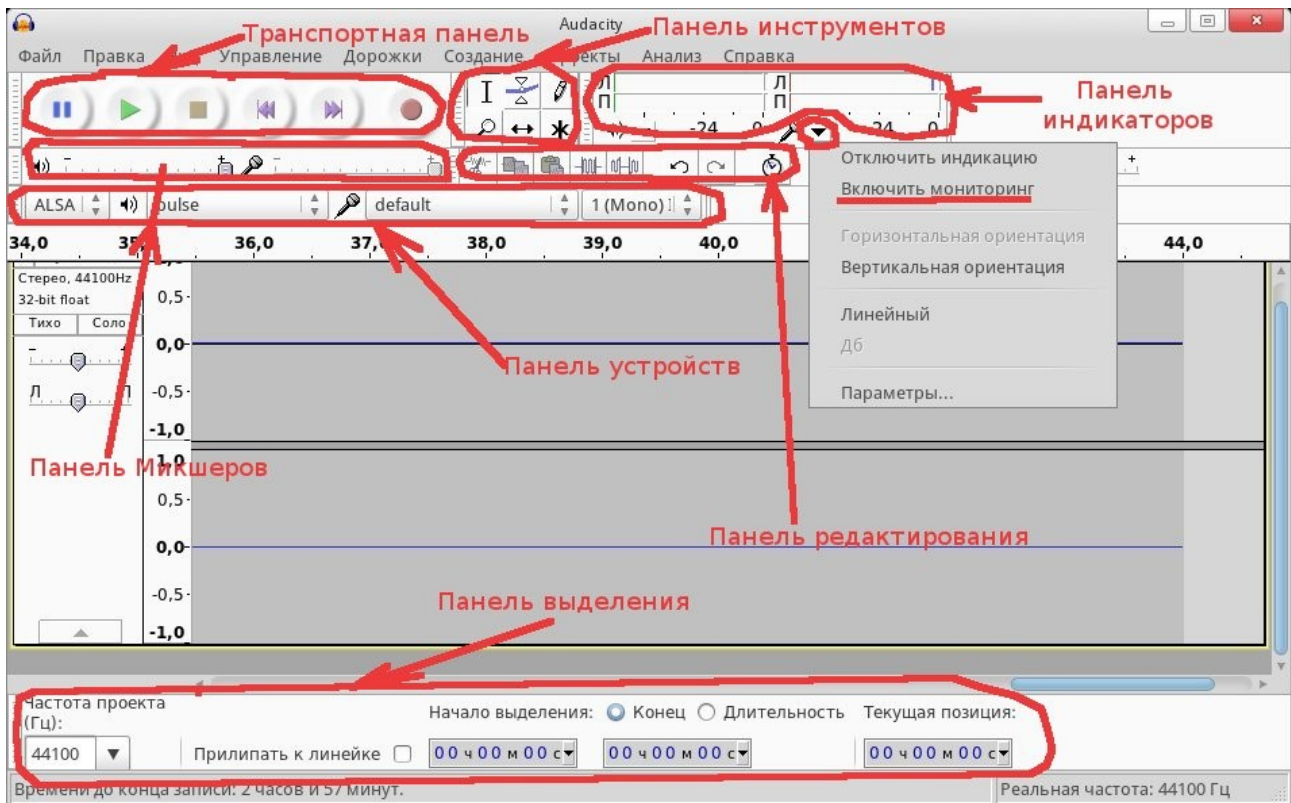 Audacity
Транспортная панель
Панель инструментов
Файл Правка Управление Дорожки Создание Анализ Справка
Л Л
П П
-24 0 -24 0
Панель
индикаторов
Отключить индикацию
Включить мониторинг
Горизонтальная ориентация
Вертикальная ориентация
Линейный
Дб
Параметры...
ALSA pulse default 1 (Mono)
34,0 35, 36,0 37,0 38,0 39,0 40,0 44,0
Стерео, 44100Hz
32-bit float
Тихо Соло
- +
Л П
0,5
0,0
-0,5
-1,0
Панель устройств
Панель Микшеров
1,0
0,5
0,0
-0,5
-1,0
Панель редактирования
Панель выделения
Частота проекта
(Гц):
Начало выделения: Конец Длительность Текущая позиция:
44100 Прилипать к линейке 00 ч 00 м 00 с 00 ч 00 м 00 с 00 ч 00 м 00 с
Времени до конца записи: 2 часов и 57 минут. Реальная частота: 44100 Гц